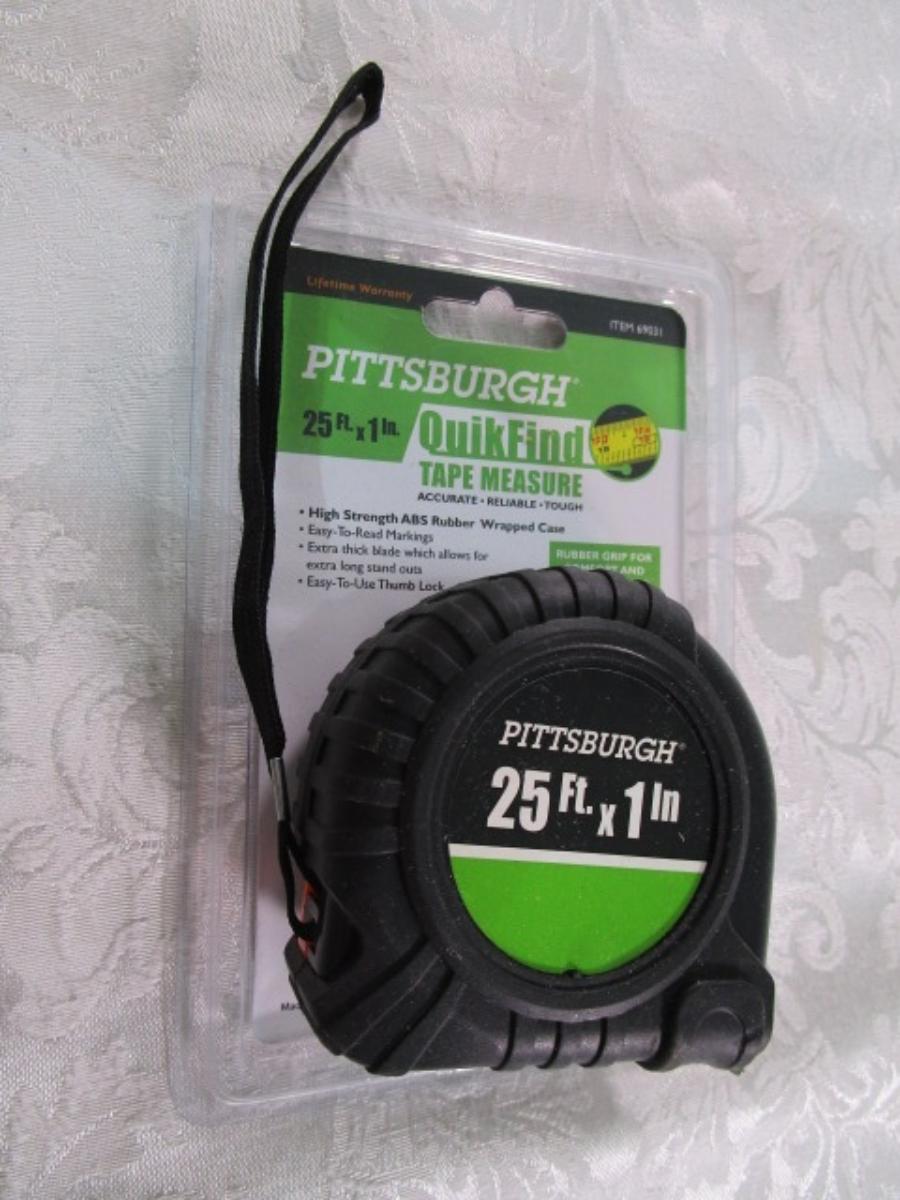 Lifetime Warranty
ITEM 69031
PITTSBURGH®
25 Ft. x 1 In.
QuikFind
TAPE MEASURE
ACCURATE • RELIABLE • TOUGH
• High Strength ABS Rubber Wrapped Case
• Easy-To-Read Markings
• Extra thick blade which allows for
extra long stand outs
• Easy-To-Use Thumb Lock
RUBBER GRIP FOR
COMFORT AND
PITTSBURGH®
25 Ft. x 1 In